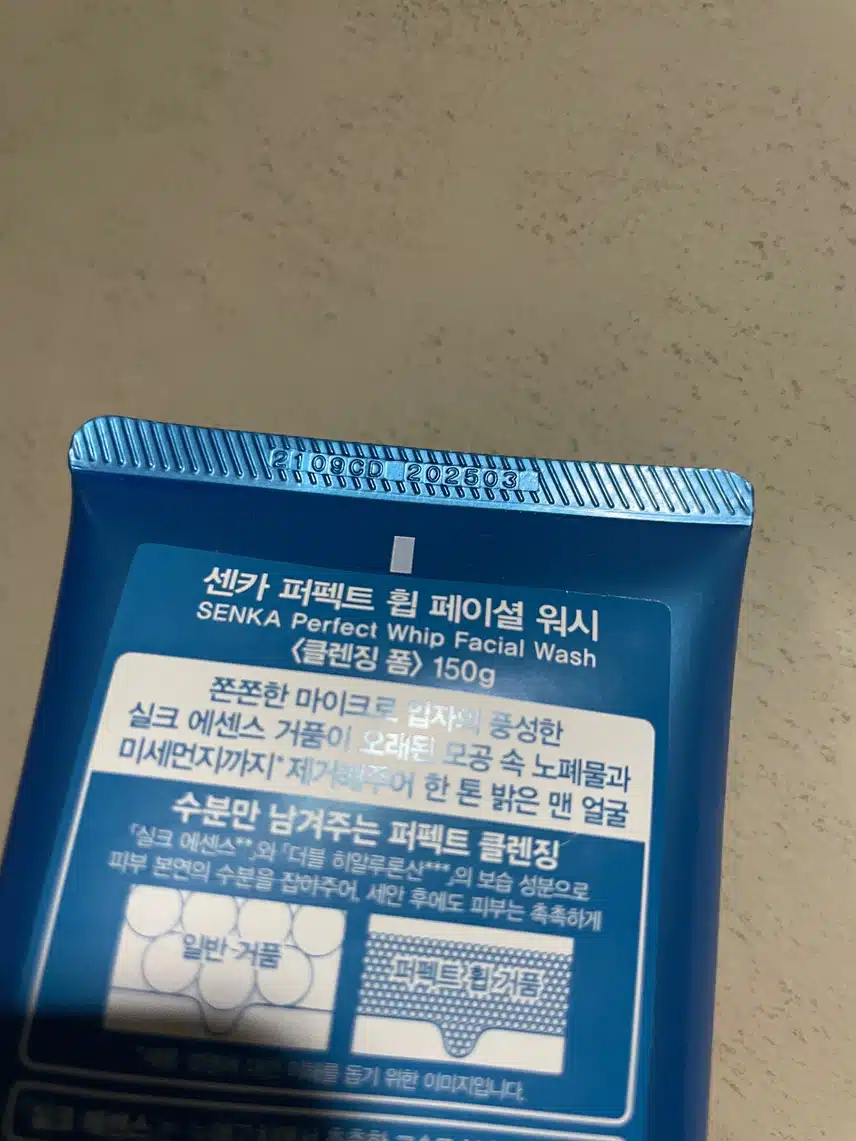 2109CD 202503
센카 퍼펙트 휩 페이셜 워시
SENKA Perfect Whip Facial Wash
<클렌징 폼> 150g
쫀쫀한 마이크로 입자의 풍성한
실크 에센스 거품이 오래된 모공 속 노폐물과
미세먼지까지* 제거해주어 한 톤 밝은 맨 얼굴
수분만 남겨주는 퍼펙트 클렌징
「실크 에센스**」와 「더블 히알루론산***」의 보습 성분으로
피부 본연의 수분을 잡아주어, 세안 후에도 피부는 촉촉하게
일반 거품
퍼펙트 휩 거품
돕기 위한 이미지입니다.